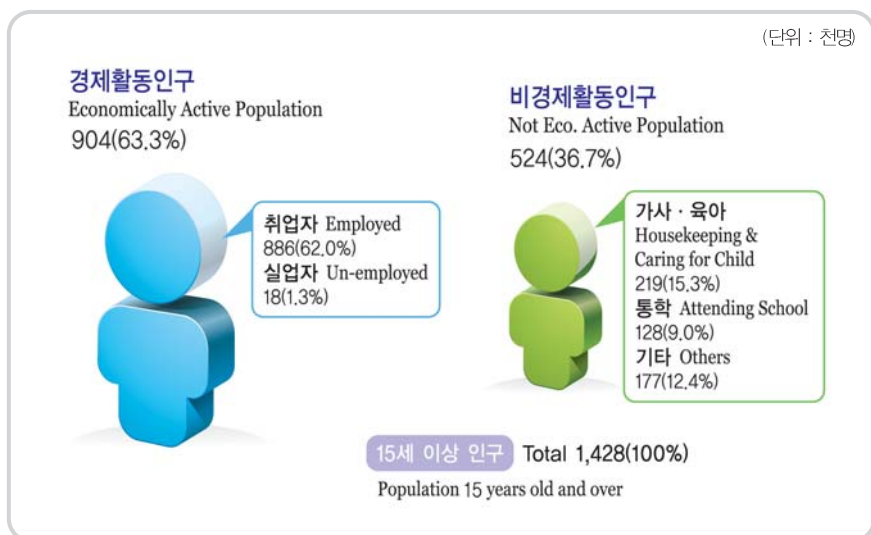 (단위 : 천명)
경제활동인구
Economically Active Population
904(63.3%)
취업자 Employed
886(62.0%)
실업자 Un-employed
18(1.3%)
비경제활동인구
Not Eco. Active Population
524(36.7%)
가사 · 육아
Housekeeping &
Caring for Child
219(15.3%)
통학 Attending School
128(9.0%)
기타 Others
177(12.4%)
15세 이상 인구 Total 1,428(100%)
Population 15 years old and over